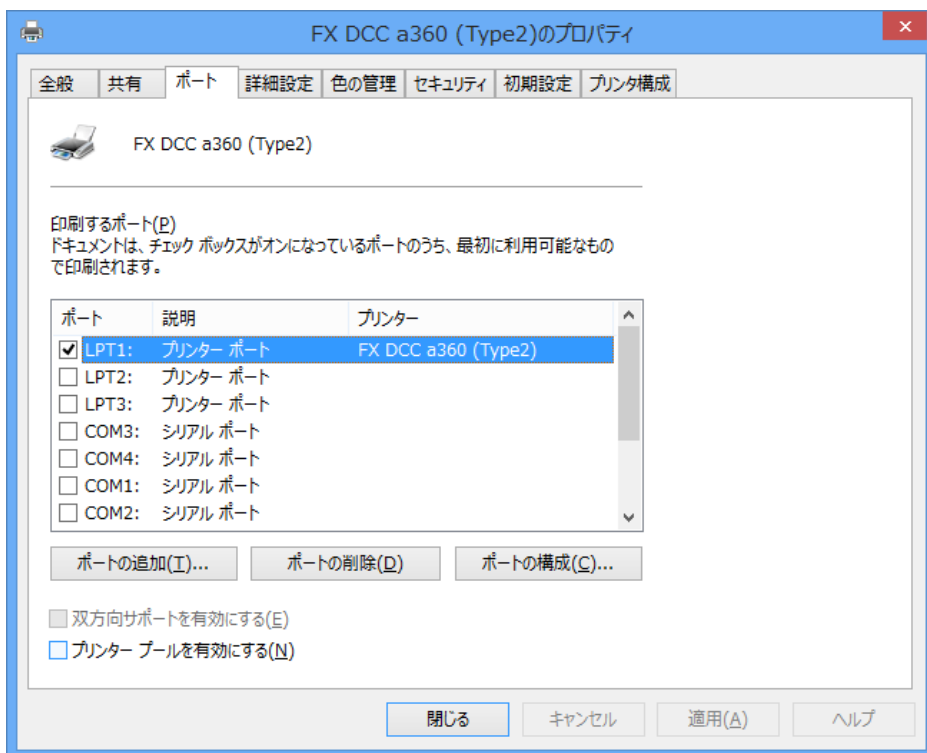 FX DCC a360 (Type2)のプロパティ
全般 共有 ポート 詳細設定 色の管理 セキュリティ 初期設定 プリンタ構成
FX DCC a360 (Type2)
印刷するポート(P)
ドキュメントは、チェック ボックスがオンになっているポートのうち、最初に利用可能なもの
で印刷されます。
ポート 説明 プリンター
LPT1: プリンター ポート FX DCC a360 (Type2)
LPT2: プリンター ポート
LPT3: プリンター ポート
COM3: シリアル ポート
COM4: シリアル ポート
COM1: シリアル ポート
COM2: シリアル ポート
ポートの追加(T)... ポートの削除(D) ポートの構成(C)...
双方向サポートを有効にする(E)
プリンター プールを有効にする(N)
閉じる キャンセル 適用(A) ヘルプ